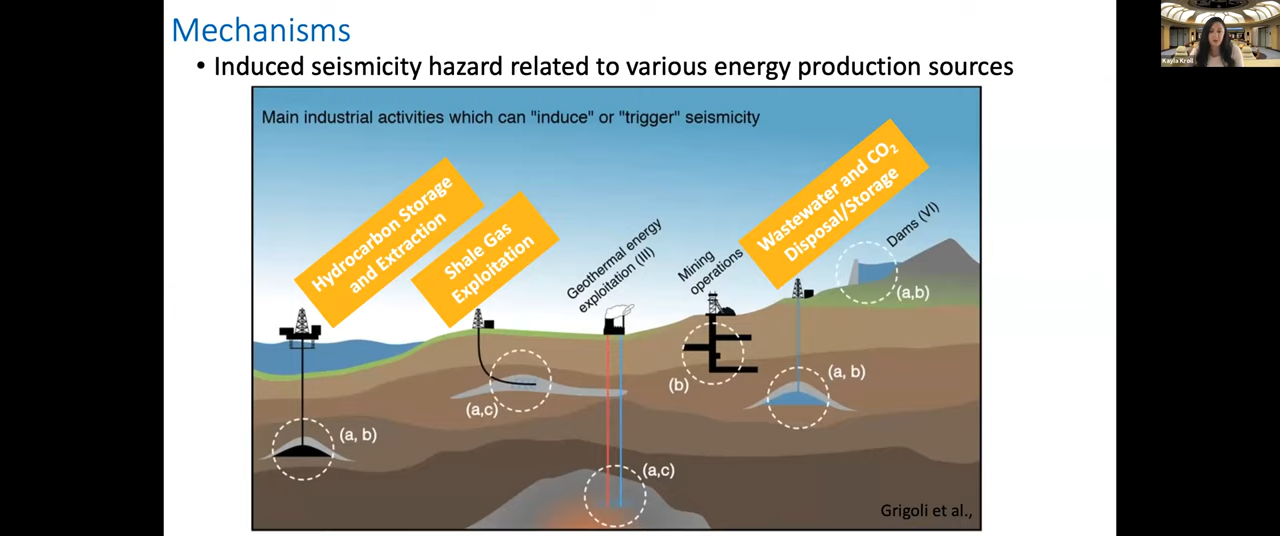 Mechanisms
• Induced seismicity hazard related to various energy production sources
Main industrial activities which can "induce" or "trigger" seismicity
Hydrocarbon Storage
and Extraction
Shale Gas
Exploitation
Geothermal energy
exploitation (III)
Mining
operations
Wastewater and CO₂
Disposal/Storage
Dams (VI)
(a,b)
(a, b)
(b)
(a,c)
(a, b)
(a,c)
Grigoli et al.,
Kayla Kroll